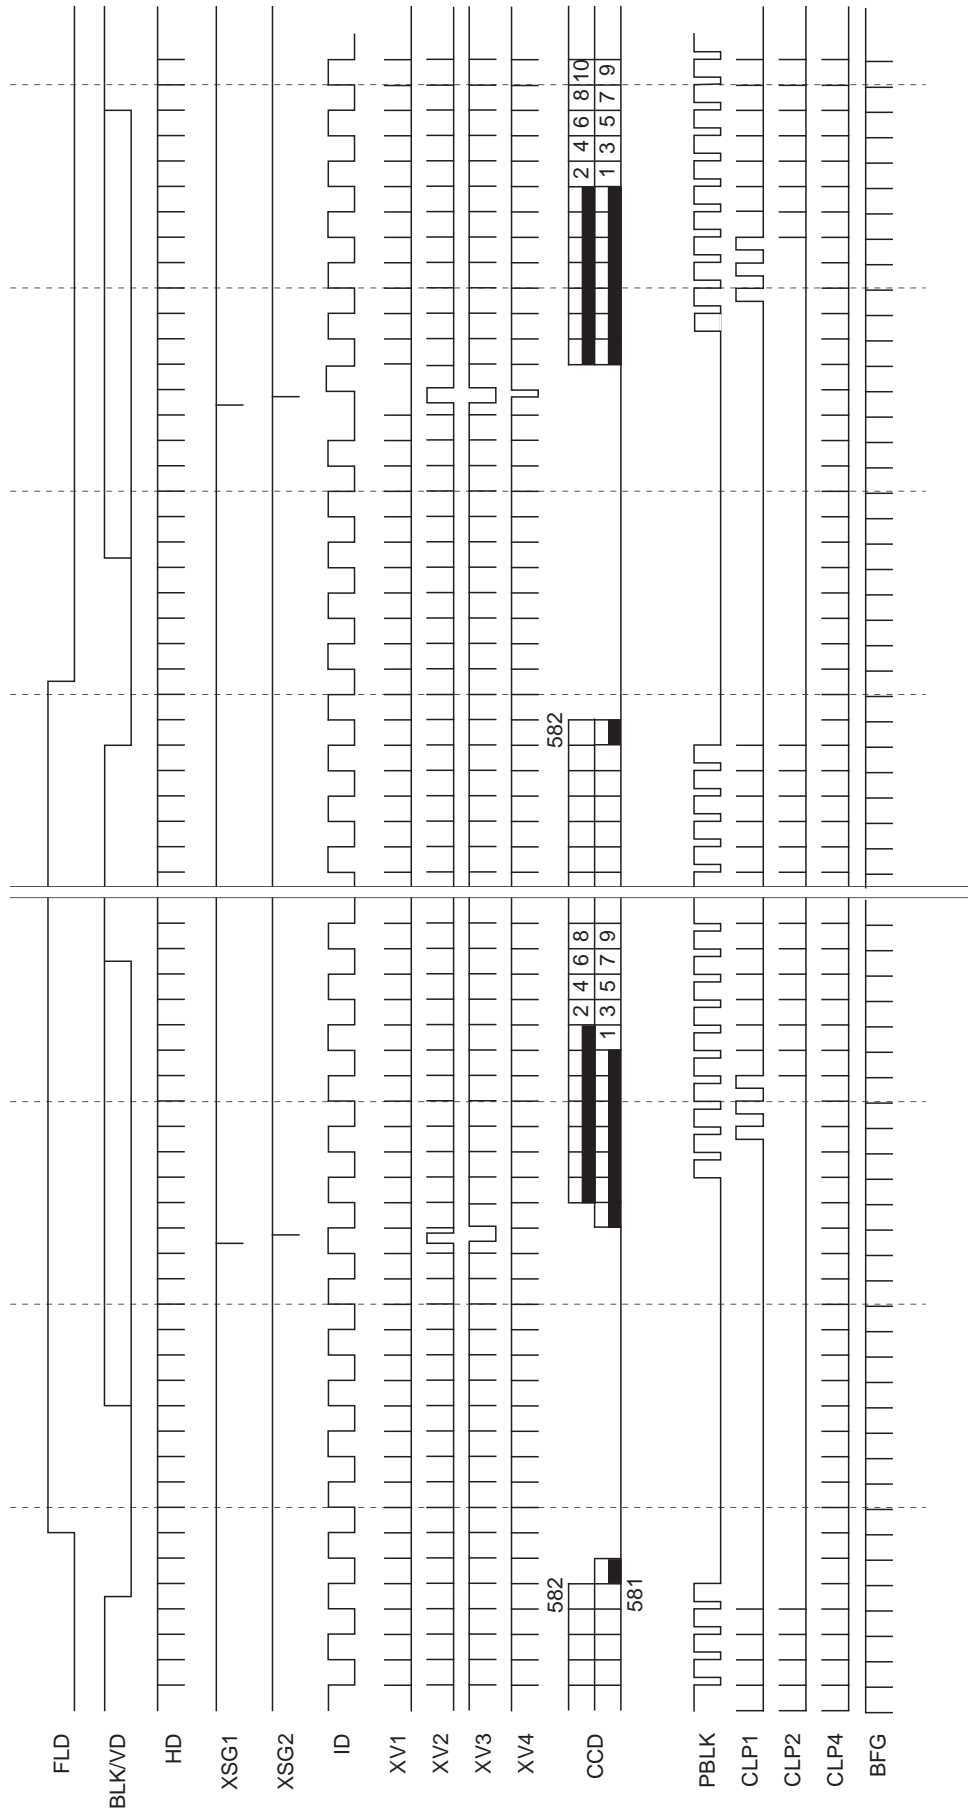 FLD
BLK/VD
HD
XSG1
XSG2
ID
XV1
XV2
XV3
XV4
582 582
2 4 6 8 2 4 6 8 10
CCD
1 3 5 7 9 1 3 5 7 9
581
PBLK
CLP1
CLP2
CLP4
BFG